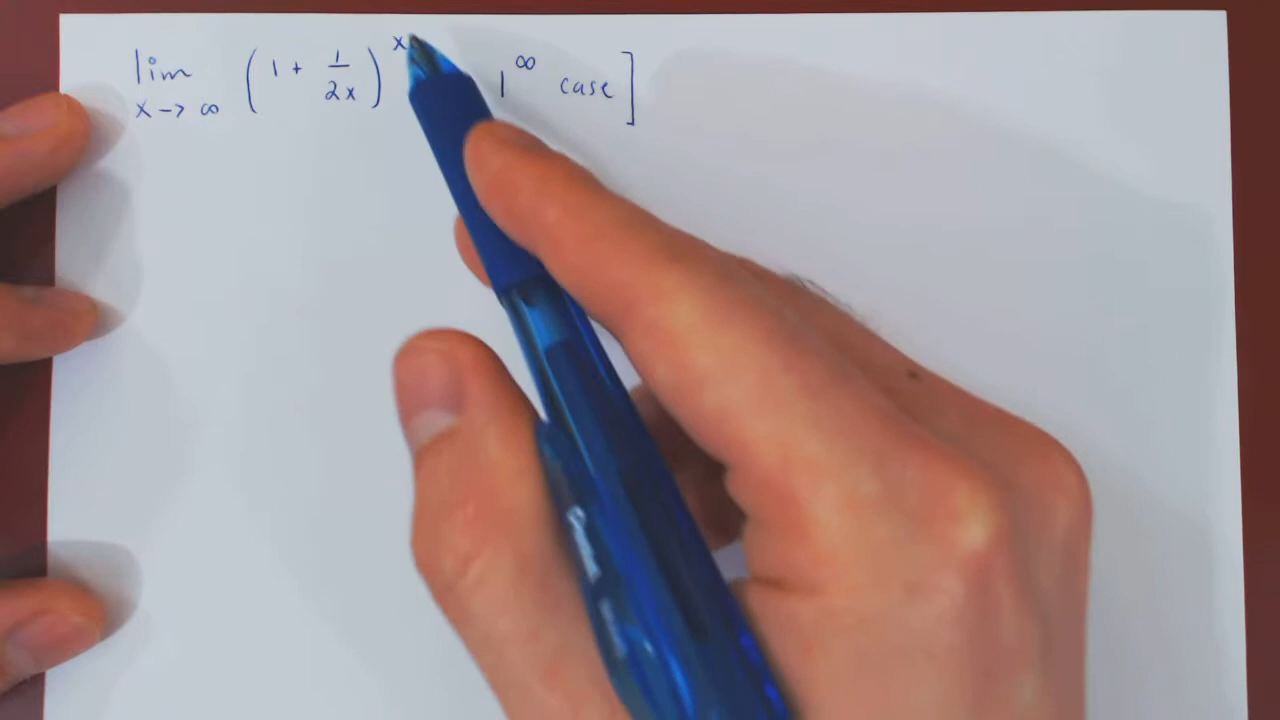 lim x→∞ (1 + 1/2x)^x 1^∞ case]